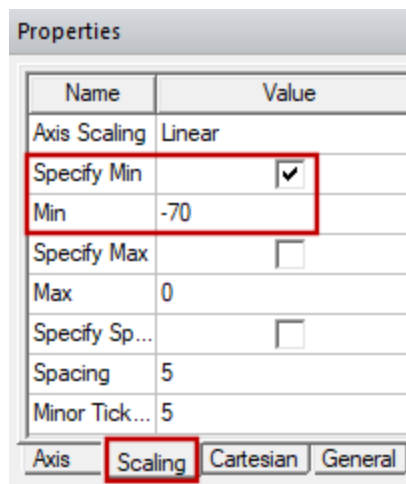 Properties
Name Value
Axis Scaling Linear
Specify Min
Min -70
Specify Max
Max 0
Specify Sp...
Spacing 5
Minor Tick... 5
Axis Scaling Cartesian General